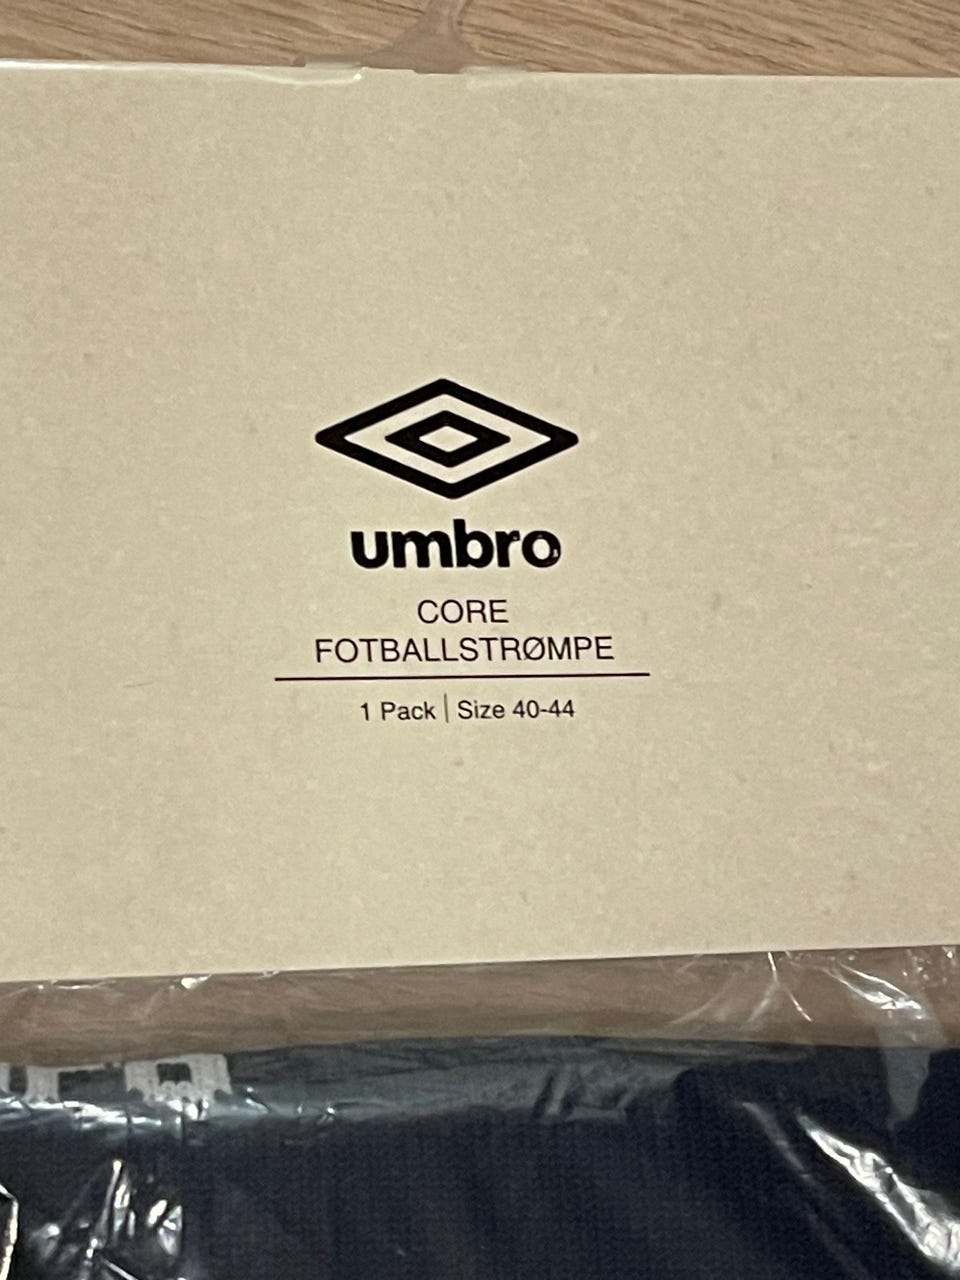 umbro
CORE
FOTBALLSTRØMPE
1 Pack | Size 40-44